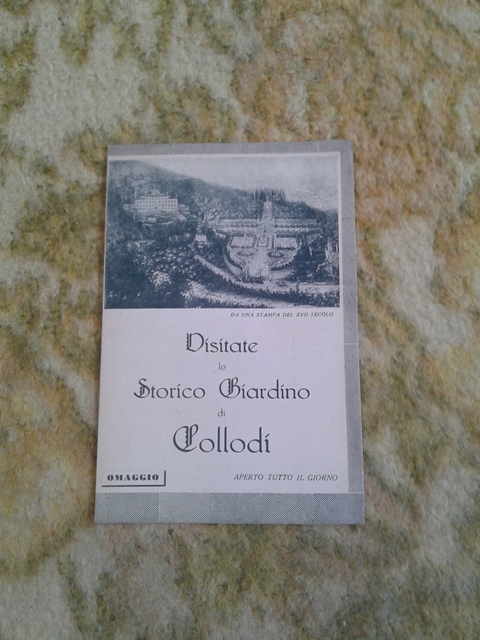 DA UNA STAMPA DEL XVII SECOLO
Visitate
lo
Storico Giardino
di
Collodi
OMAGGIO
APERTO TUTTO IL GIORNO